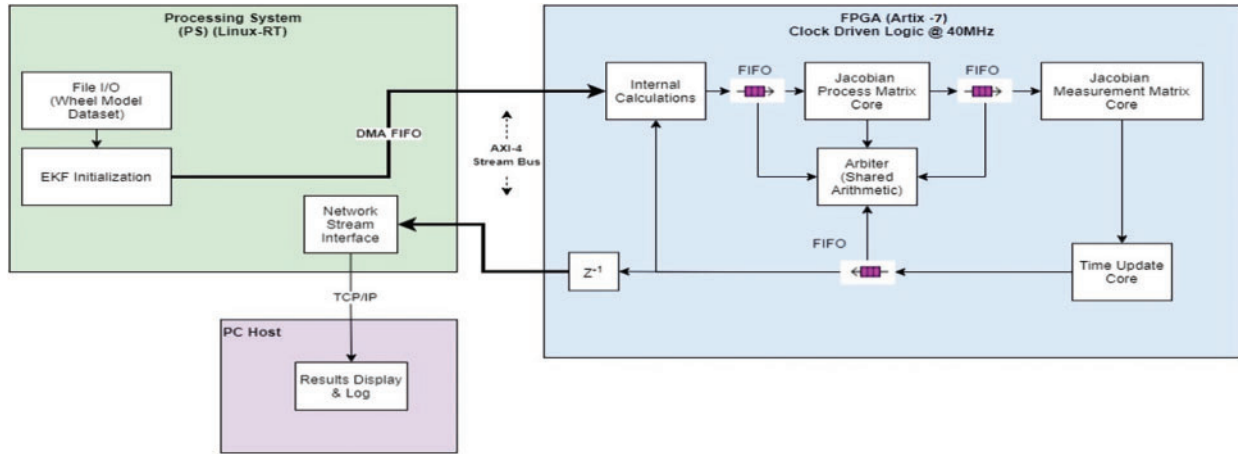 Processing System
(PS) (Linux-RT)
File I/O
(Wheel Model
Dataset)
EKF Initialization
DMA FIFO
Network
Stream
Interface
AXI-4
Stream Bus
TCP/IP
PC Host
Results Display
& Log
FPGA (Artix -7)
Clock Driven Logic @ 40MHz
Internal
Calculations
FIFO
Jacobian
Process Matrix
Core
FIFO
Jacobian
Measurement Matrix
Core
Arbiter
(Shared
Arithmetic)
FIFO
Z^-1
Time Update
Core